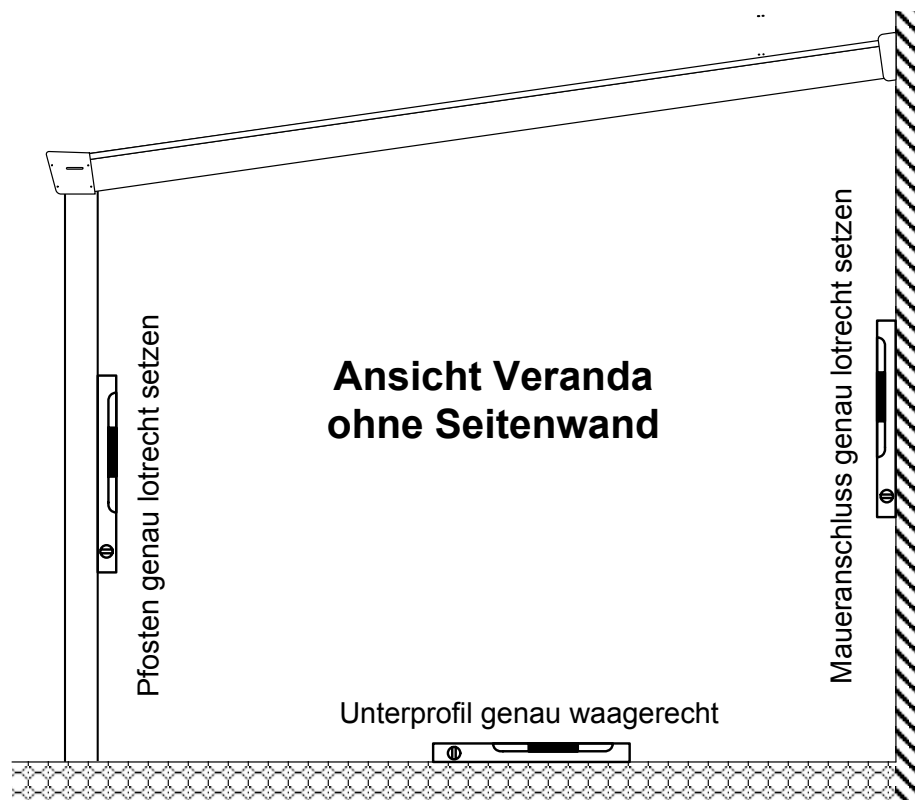 Ansicht Veranda
ohne Seitenwand
Pfosten genau lotrecht setzen
Maueranschluss genau lotrecht setzen
Unterprofil genau waagerecht